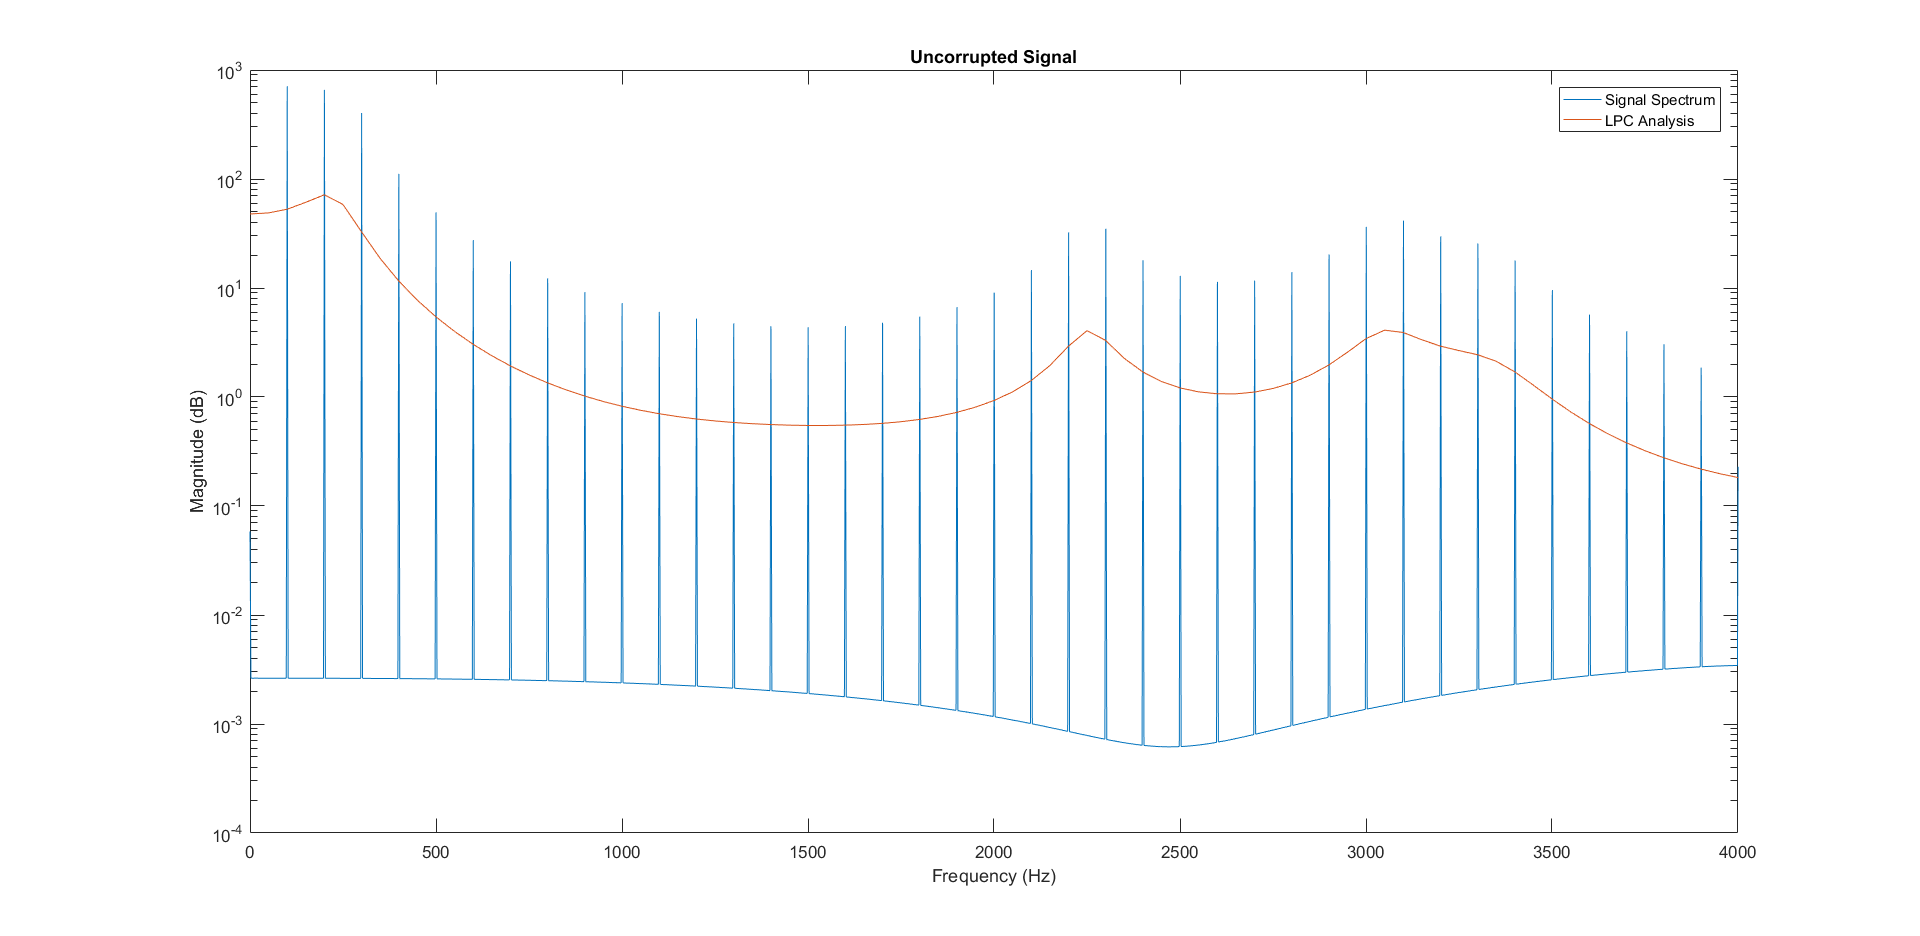 Uncorrupted Signal
Signal Spectrum
LPC Analysis
Magnitude (dB)
10^3
10^2
10^1
10^0
10^-1
10^-2
10^-3
10^-4
0 500 1000 1500 2000 2500 3000 3500 4000
Frequency (Hz)